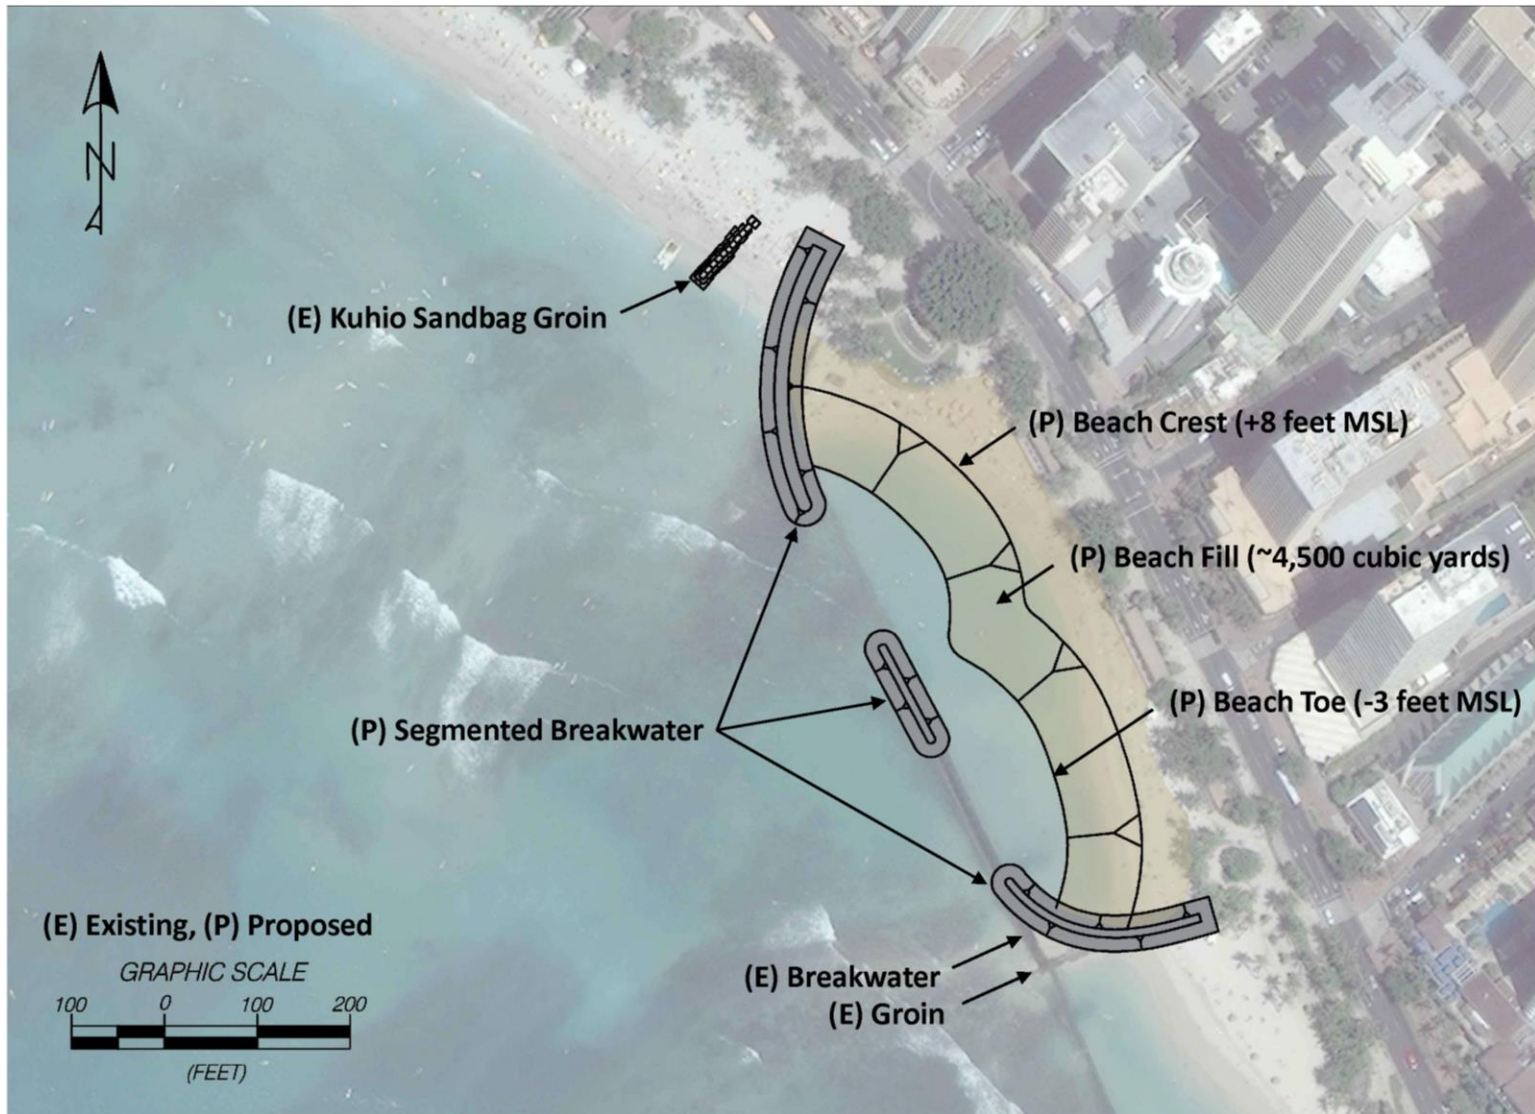 N
(E) Kuhio Sandbag Groin
(P) Beach Crest (+8 feet MSL)
(P) Beach Fill (~4,500 cubic yards)
(P) Beach Toe (-3 feet MSL)
(P) Segmented Breakwater
(E) Existing, (P) Proposed
GRAPHIC SCALE
100 0 100 200
(FEET)
(E) Breakwater
(E) Groin